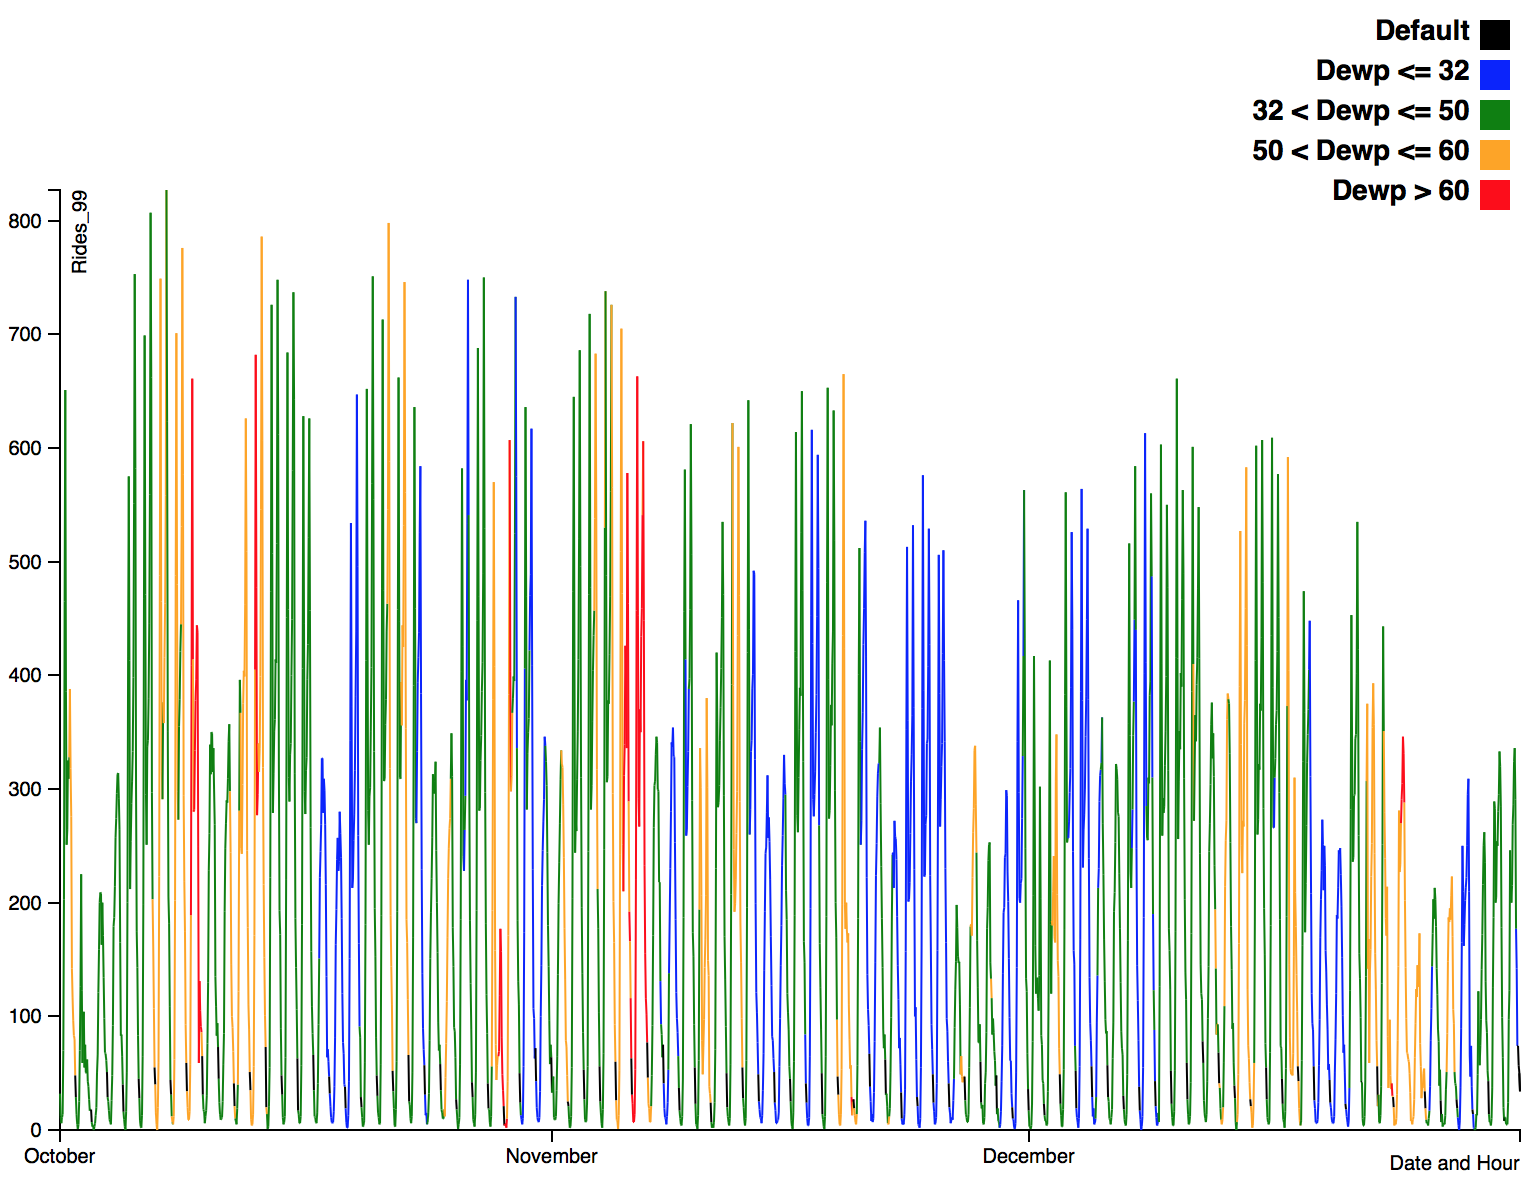 Default
Dewp <= 32
32 < Dewp <= 50
50 < Dewp <= 60
Dewp > 60
Rides_99
800
700
600
500
400
300
200
100
0
October
November
December
Date and Hour